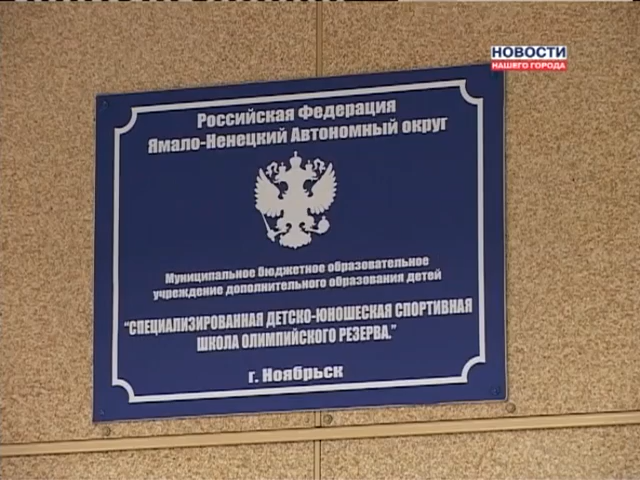 НОВОСТИ
НАШЕГО ГОРОДА
Российская Федерация
Ямало-Ненецкий Автономный округ
Муниципальное бюджетное образовательное
учреждение дополнительного образования детей
"СПЕЦИАЛИЗИРОВАННАЯ ДЕТСКО-ЮНОШЕСКАЯ СПОРТИВНАЯ
ШКОЛА ОЛИМПИЙСКОГО РЕЗЕРВА."
г. Ноябрьск